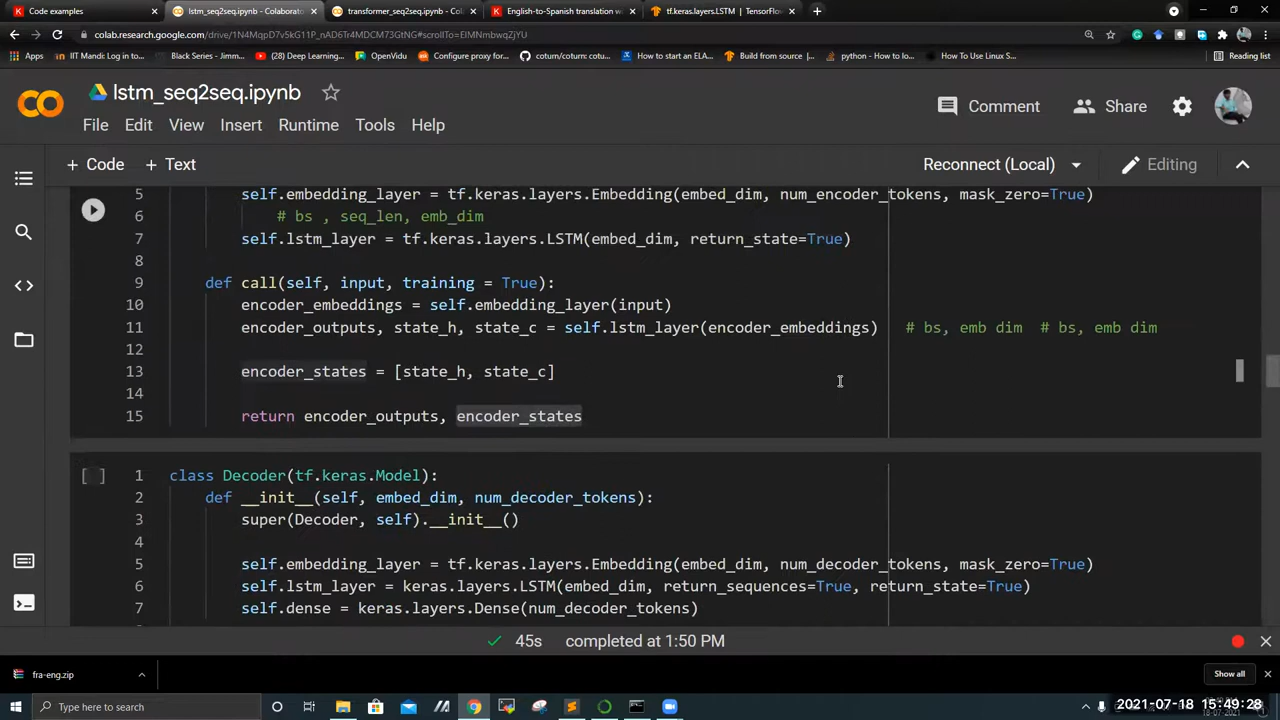 Code examples
lstm_seq2seq.ipynb - Colaborato
transformer_seq2seq.ipynb - Col
English-to-Spanish translation w
tf.keras.layers.LSTM | TensorFlow
colab.research.google.com/drive/1N4MqpD7v5kG11P_nAD6Tr4MDCM73GtNG#scrollTo=EIMNmbwqZjYU
Apps
IIT Mandi: Log in to...
Black Series - Jimm...
(28) Deep Learning...
OpenVidu
Configure proxy for...
coturn/coturn: cotu...
How to start an ELA...
Build from source |...
python - How to lo...
How To Use Linux S...
Reading list
lstm_seq2seq.ipynb
Comment
Share
File Edit View Insert Runtime Tools Help
+ Code + Text
Reconnect (Local)
Editing
5 self.embedding_layer = tf.keras.layers.Embedding(embed_dim, num_encoder_tokens, mask_zero=True)
6 # bs , seq_len, emb_dim
7 self.lstm_layer = tf.keras.layers.LSTM(embed_dim, return_state=True)
8
9 def call(self, input, training = True):
10 encoder_embeddings = self.embedding_layer(input)
11 encoder_outputs, state_h, state_c = self.lstm_layer(encoder_embeddings) # bs, emb dim # bs, emb dim
12
13 encoder_states = [state_h, state_c]
14
15 return encoder_outputs, encoder_states
[ ] 1 class Decoder(tf.keras.Model):
2 def __init__(self, embed_dim, num_decoder_tokens):
3 super(Decoder, self).__init__()
4
5 self.embedding_layer = tf.keras.layers.Embedding(embed_dim, num_decoder_tokens, mask_zero=True)
6 self.lstm_layer = keras.layers.LSTM(embed_dim, return_sequences=True, return_state=True)
7 self.dense = keras.layers.Dense(num_decoder_tokens)
45s completed at 1:50 PM
fra-eng.zip
Show all
Type here to search
2021-07-18 15:49:28